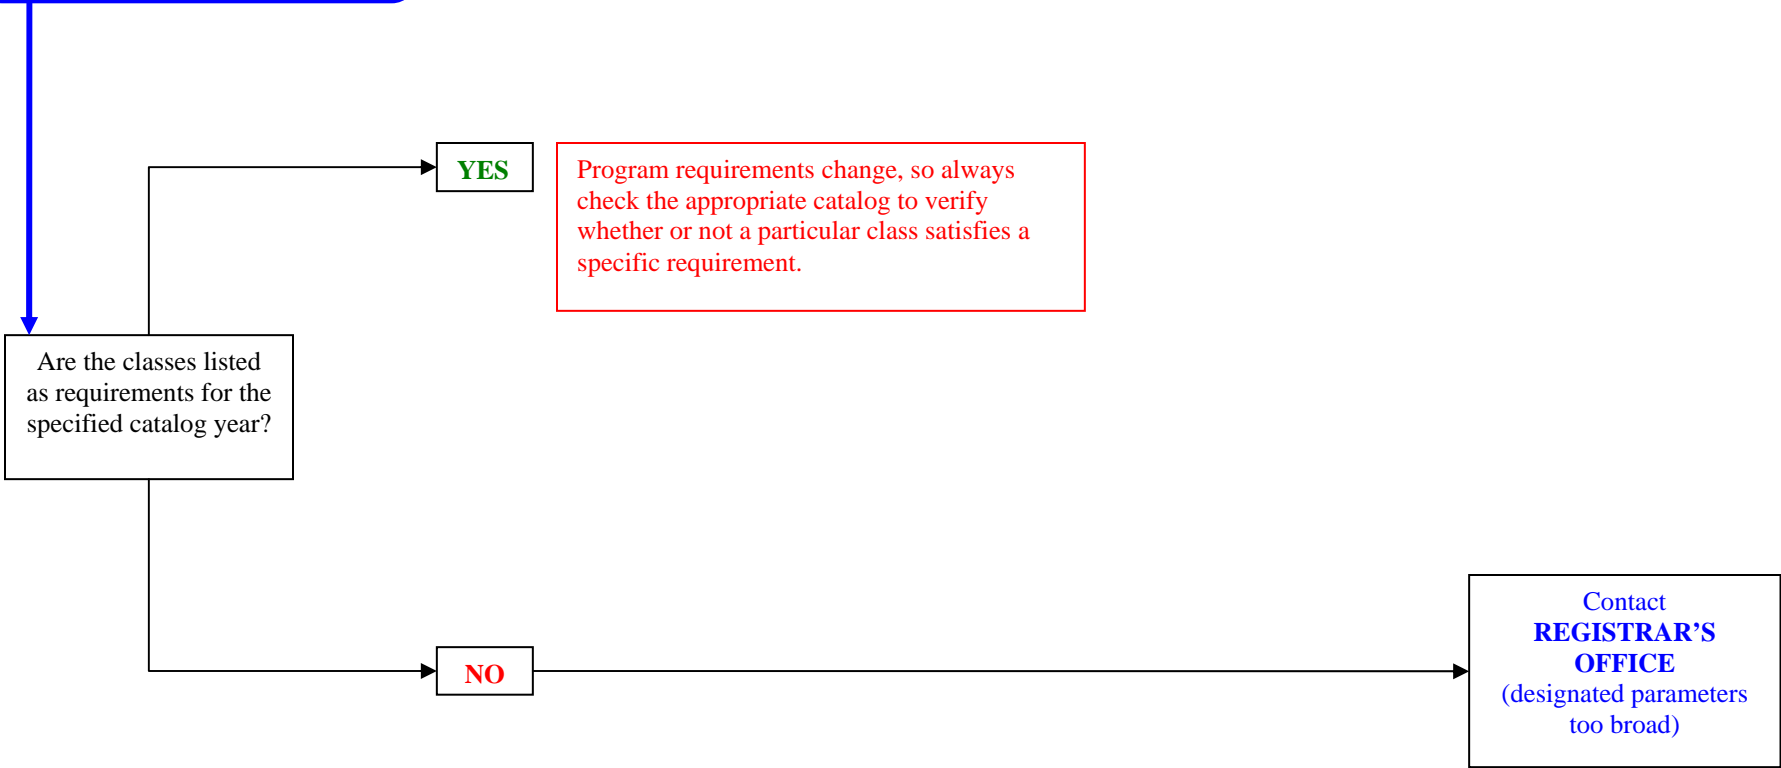 YES
Program requirements change, so always
check the appropriate catalog to verify
whether or not a particular class satisfies a
specific requirement.
Are the classes listed
as requirements for the
specified catalog year?
NO
Contact
REGISTRAR’S
OFFICE
(designated parameters
too broad)